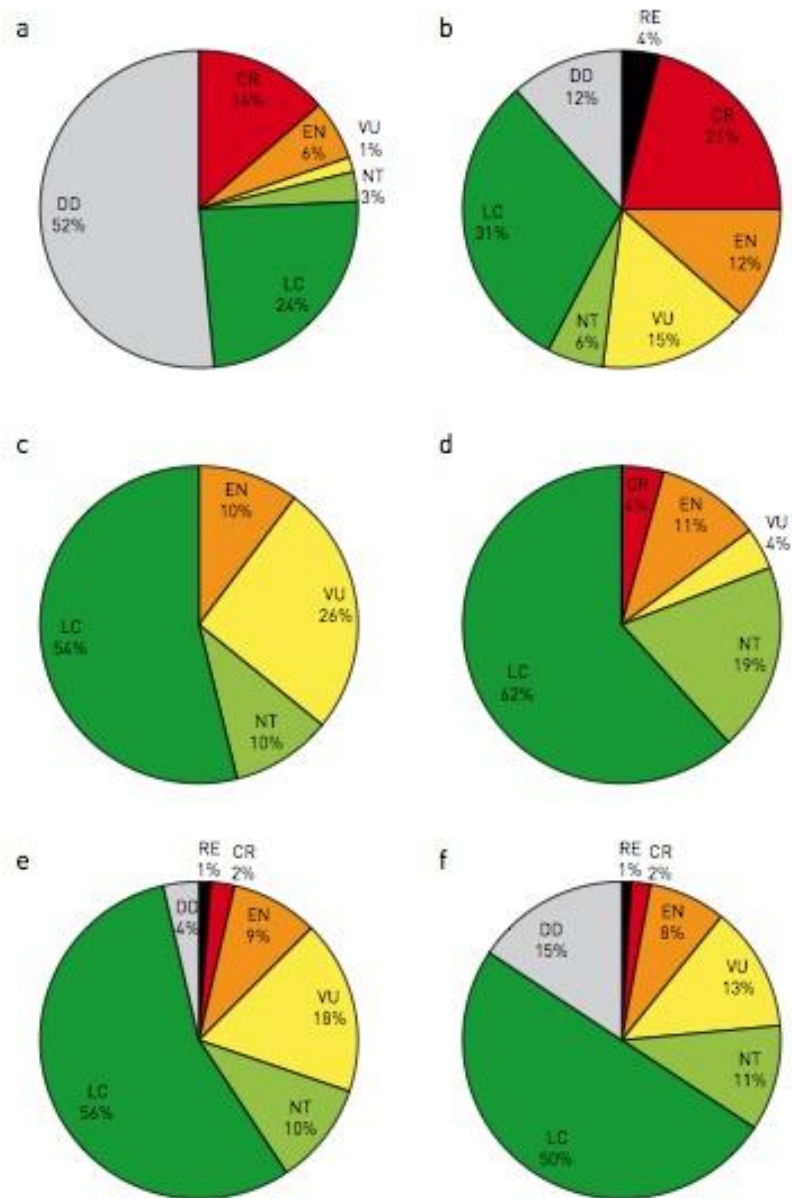 a
CR
14%
EN
6%
VU
1%
NT
3%
LC
24%
DD
52%
b
RE
4%
CR
21%
EN
12%
VU
15%
NT
6%
LC
31%
DD
12%
c
EN
10%
VU
26%
NT
10%
LC
54%
d
CR
4%
EN
11%
VU
4%
NT
19%
LC
62%
e
RE
1%
CR
2%
EN
9%
VU
18%
NT
10%
LC
56%
DD
4%
f
RE
1%
CR
2%
EN
8%
VU
13%
NT
11%
LC
50%
DD
15%